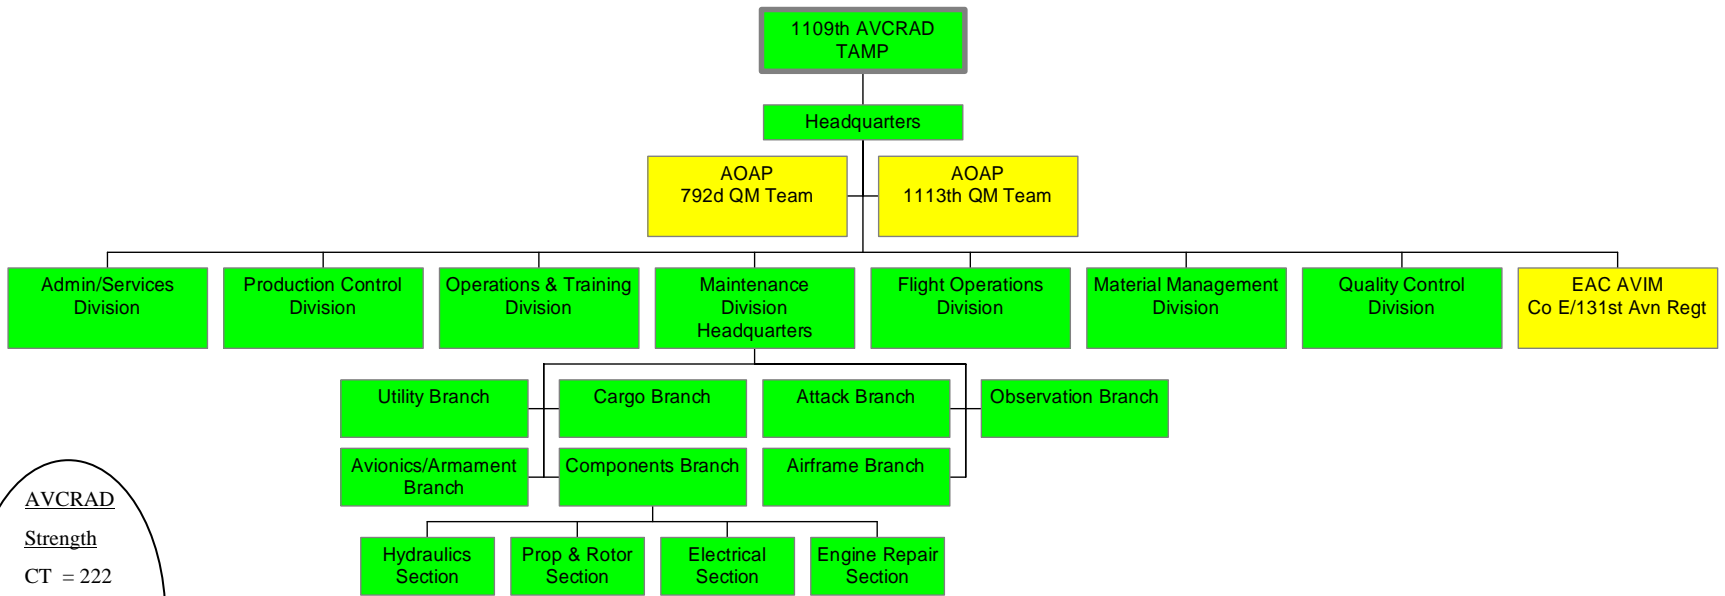 1109th AVCRAD
TAMP
Headquarters
AOAP
792d QM Team
AOAP
1113th QM Team
Admin/Services
Division
Production Control
Division
Operations & Training
Division
Maintenance
Division
Headquarters
Flight Operations
Division
Material Management
Division
Quality Control
Division
EAC AVIM
Co E/131st Avn Regt
Utility Branch
Cargo Branch
Attack Branch
Observation Branch
Avionics/Armament
Branch
Components Branch
Airframe Branch
Hydraulics
Section
Prop & Rotor
Section
Electrical
Section
Engine Repair
Section
AVCRAD
Strength
CT = 222